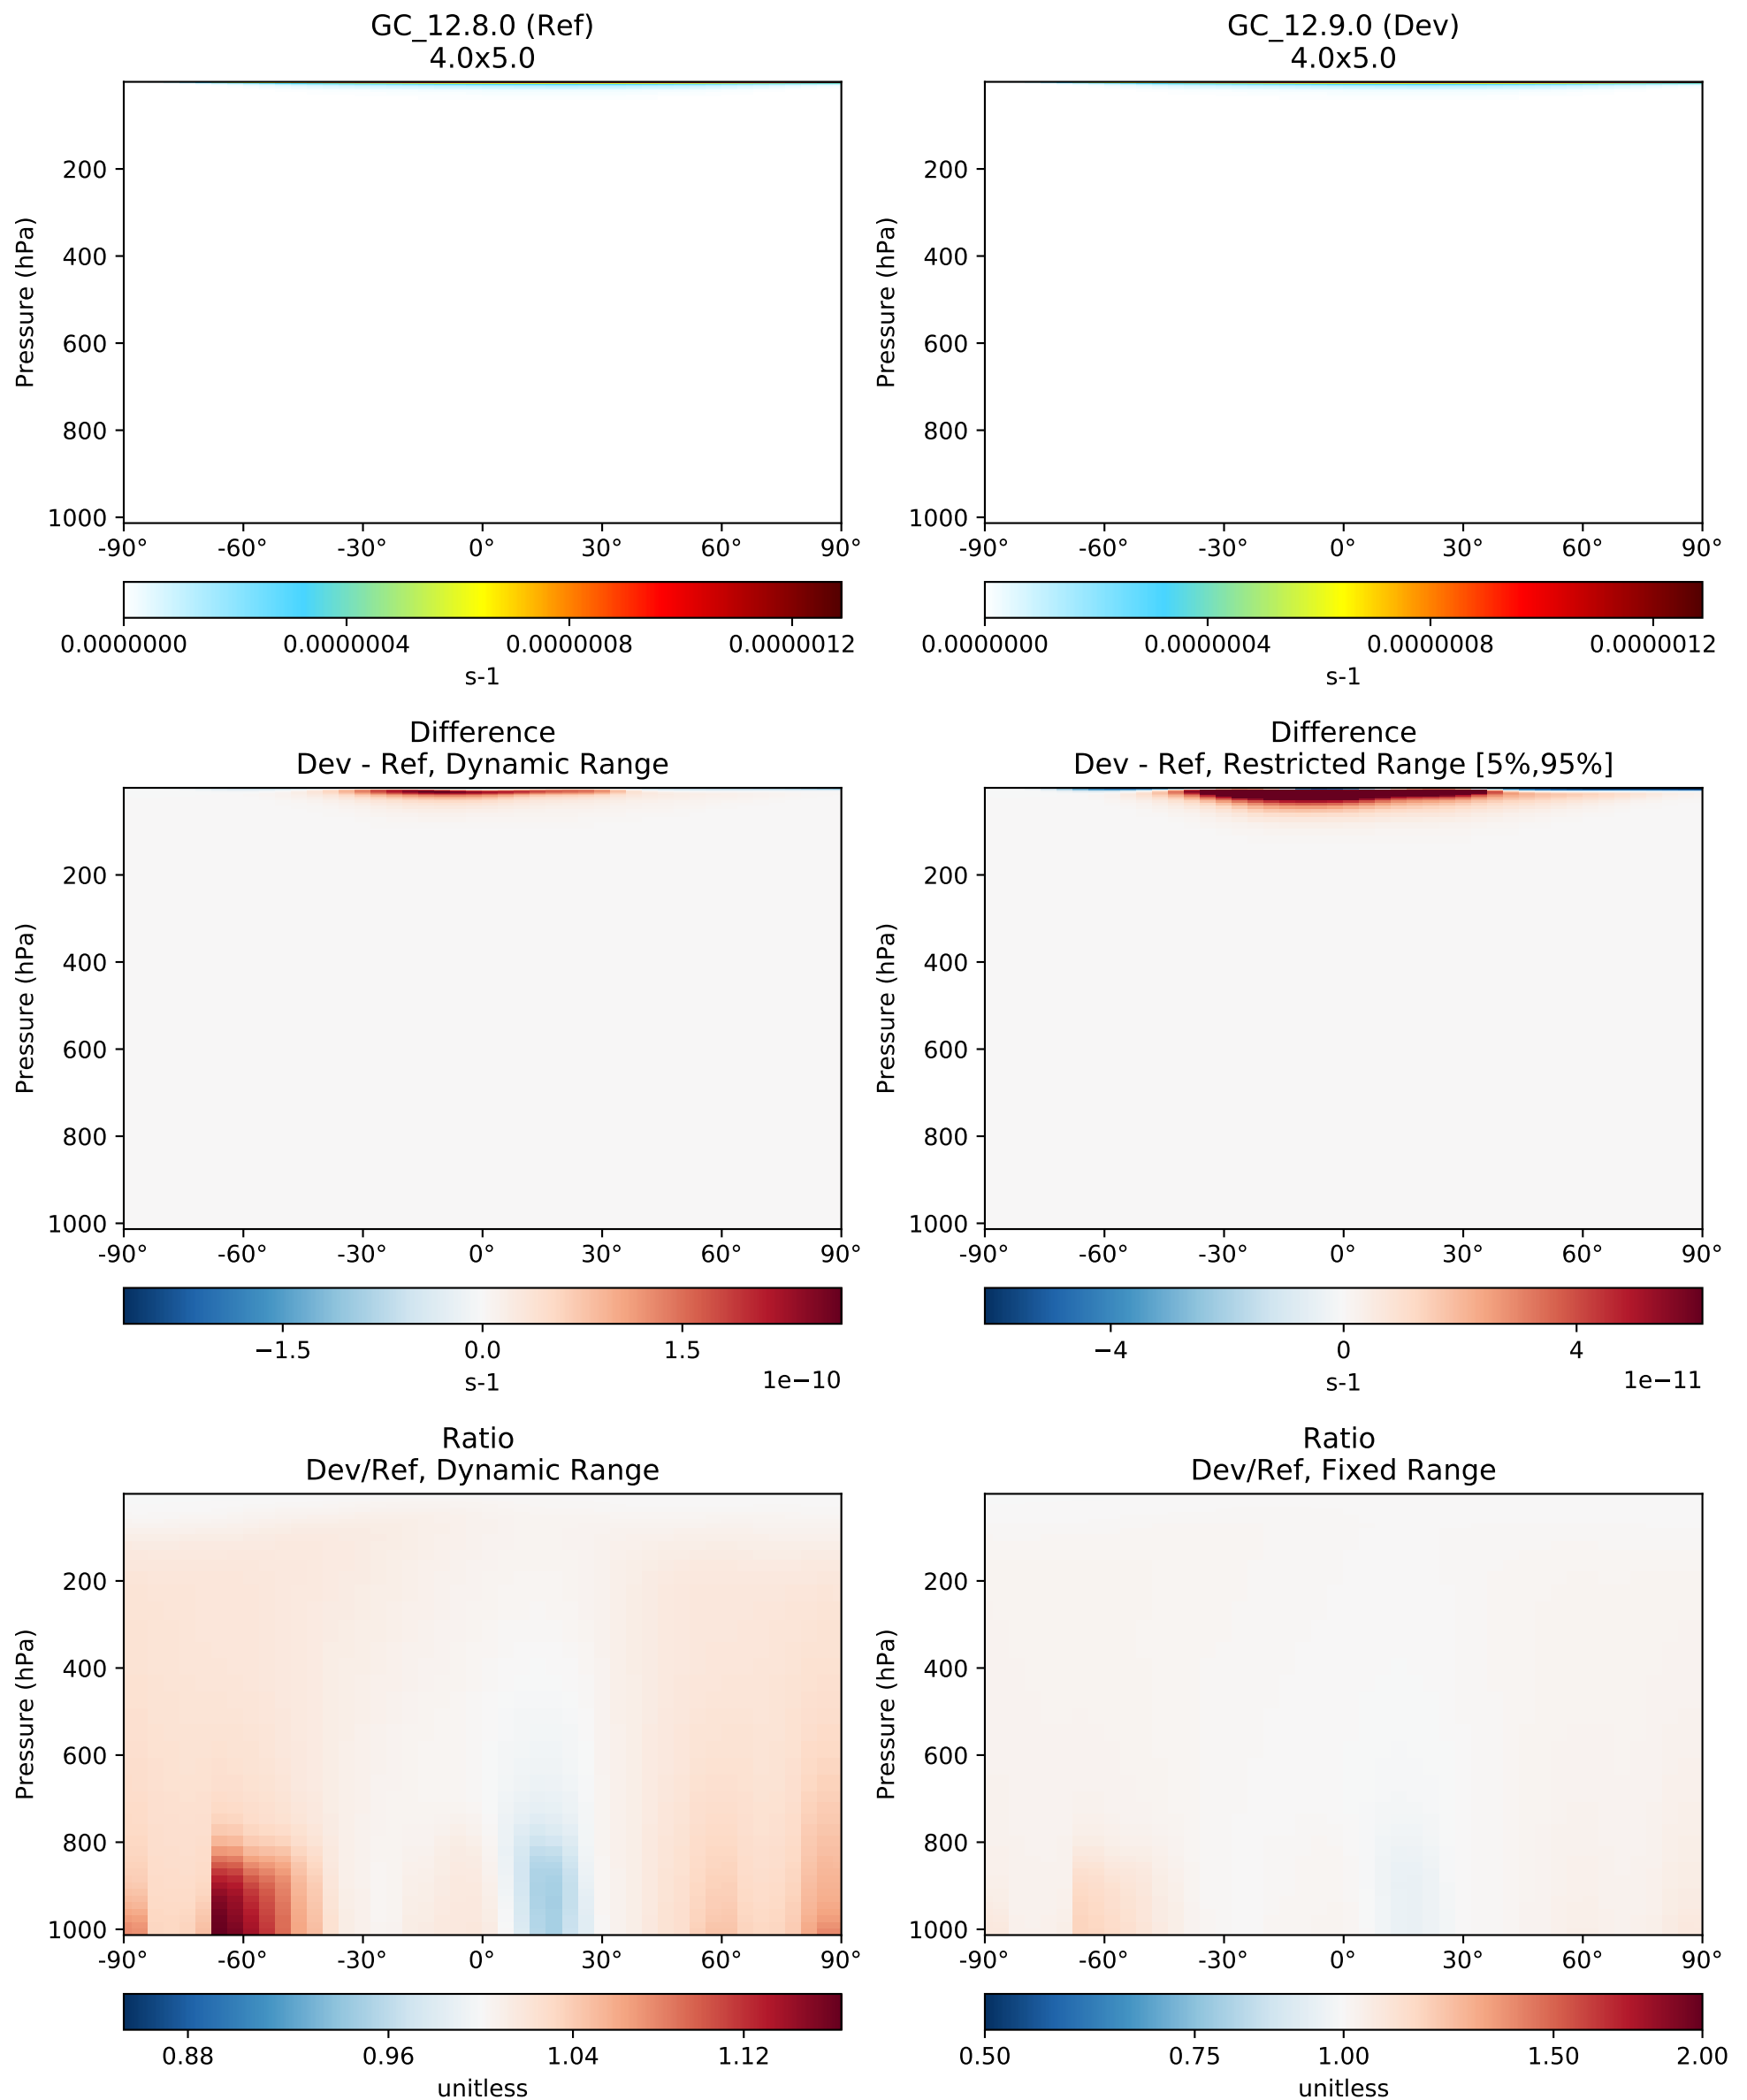 GC_12.8.0 (Ref)
4.0x5.0
Pressure (hPa)
200
400
600
800
1000
-90° -60° -30° 0° 30° 60° 90°
0.0000000 0.0000004 0.0000008 0.0000012
s-1
GC_12.9.0 (Dev)
4.0x5.0
Pressure (hPa)
200
400
600
800
1000
-90° -60° -30° 0° 30° 60° 90°
0.0000000 0.0000004 0.0000008 0.0000012
s-1
Difference
Dev - Ref, Dynamic Range
Pressure (hPa)
200
400
600
800
1000
-90° -60° -30° 0° 30° 60° 90°
−1.5 0.0 1.5
s-1 1e−10
Difference
Dev - Ref, Restricted Range [5%,95%]
Pressure (hPa)
200
400
600
800
1000
-90° -60° -30° 0° 30° 60° 90°
−4 0 4
s-1 1e−11
Ratio
Dev/Ref, Dynamic Range
Pressure (hPa)
200
400
600
800
1000
-90° -60° -30° 0° 30° 60° 90°
0.88 0.96 1.04 1.12
unitless
Ratio
Dev/Ref, Fixed Range
Pressure (hPa)
200
400
600
800
1000
-90° -60° -30° 0° 30° 60° 90°
0.50 0.75 1.00 1.50 2.00
unitless